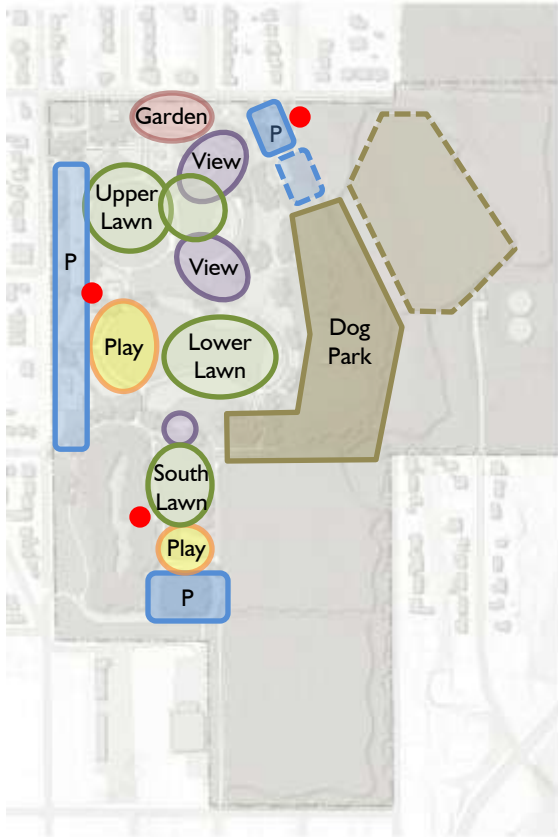 Garden
P
View
Upper
Lawn
P
View
Play
Lower
Lawn
Dog
Park
South
Lawn
Play
P